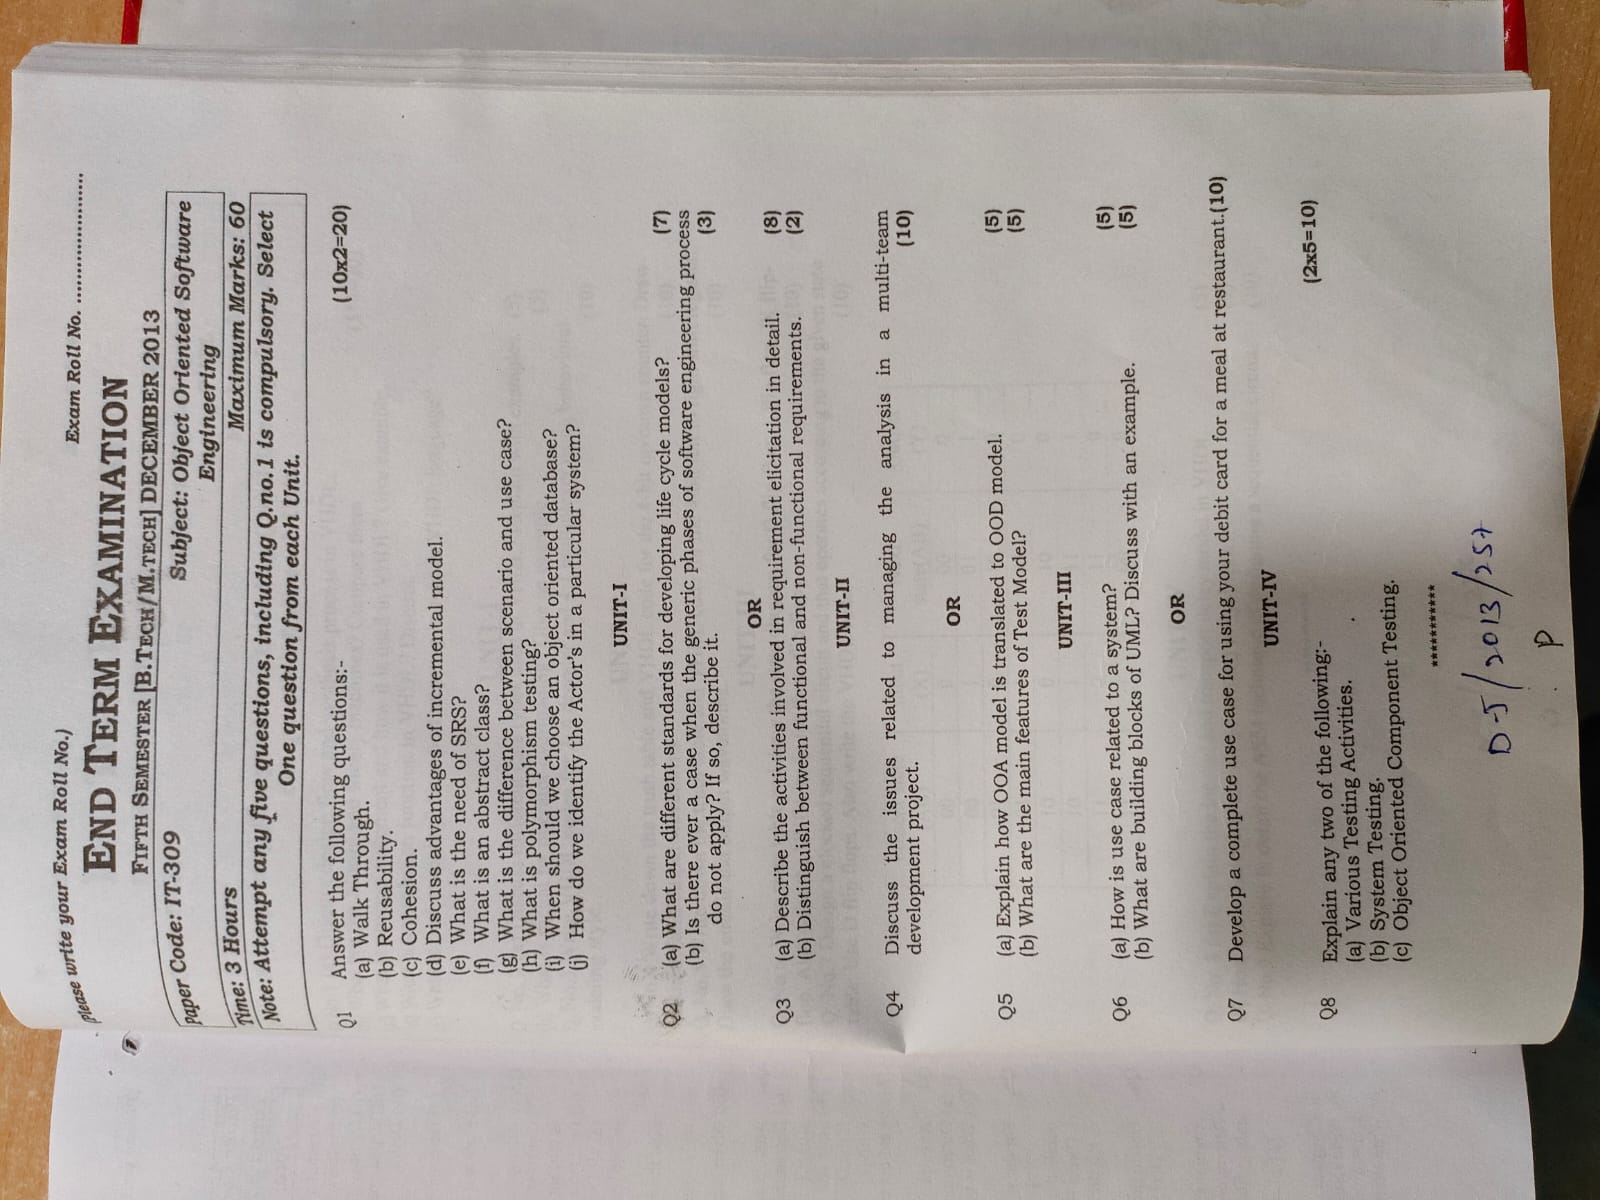 Please write your Exam Roll No.) Exam Roll No. ..............................
END TERM EXAMINATION
FIFTH SEMESTER [B.TECH/M.TECH] DECEMBER 2013
Paper Code: IT-309 Subject: Object Oriented Software
Engineering
Time: 3 Hours Maximum Marks: 60
Note: Attempt any five questions, including Q.no.1 is compulsory. Select
One question from each Unit.
Q1 Answer the following questions:- (10x2=20)
(a) Walk Through.
(b) Reusability.
(c) Cohesion.
(d) Discuss advantages of incremental model.
(e) What is the need of SRS?
(f) What is an abstract class?
(g) What is the difference between scenario and use case?
(h) What is polymorphism testing?
(i) When should we choose an object oriented database?
(j) How do we identify the Actor's in a particular system?
UNIT-I
Q2 (a) What are different standards for developing life cycle models? (7)
(b) Is there ever a case when the generic phases of software engineering process
do not apply? If so, describe it. (3)
OR
Q3 (a) Describe the activities involved in requirement elicitation in detail. (8)
(b) Distinguish between functional and non-functional requirements. (2)
UNIT-II
Q4 Discuss the issues related to managing the analysis in a multi-team
development project. (10)
OR
Q5 (a) Explain how OOA model is translated to OOD model. (5)
(b) What are the main features of Test Model? (5)
UNIT-III
Q6 (a) How is use case related to a system? (5)
(b) What are building blocks of UML? Discuss with an example. (5)
OR
Q7 Develop a complete use case for using your debit card for a meal at restaurant.(10)
UNIT-IV
Q8 Explain any two of the following:- (2x5=10)
(a) Various Testing Activities.
(b) System Testing.
(c) Object Oriented Component Testing.
***********
D-5/2013/257
P